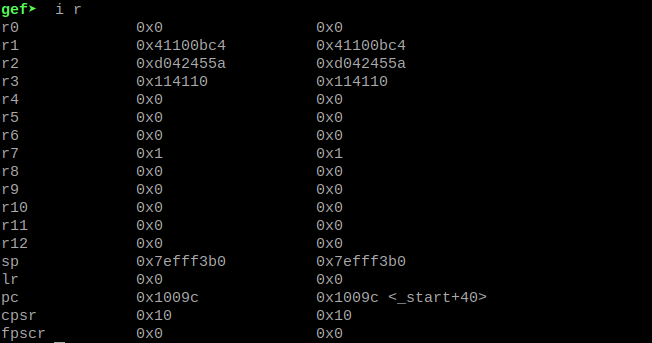 gef➤  i r
r0             0x0                 0x0
r1             0x41100bc4          0x41100bc4
r2             0xd042455a          0xd042455a
r3             0x114110            0x114110
r4             0x0                 0x0
r5             0x0                 0x0
r6             0x0                 0x0
r7             0x1                 0x1
r8             0x0                 0x0
r9             0x0                 0x0
r10            0x0                 0x0
r11            0x0                 0x0
r12            0x0                 0x0
sp             0x7efff3b0          0x7efff3b0
lr             0x0                 0x0
pc             0x1009c             0x1009c <_start+40>
cpsr           0x10                0x10
fpscr          0x0                 0x0